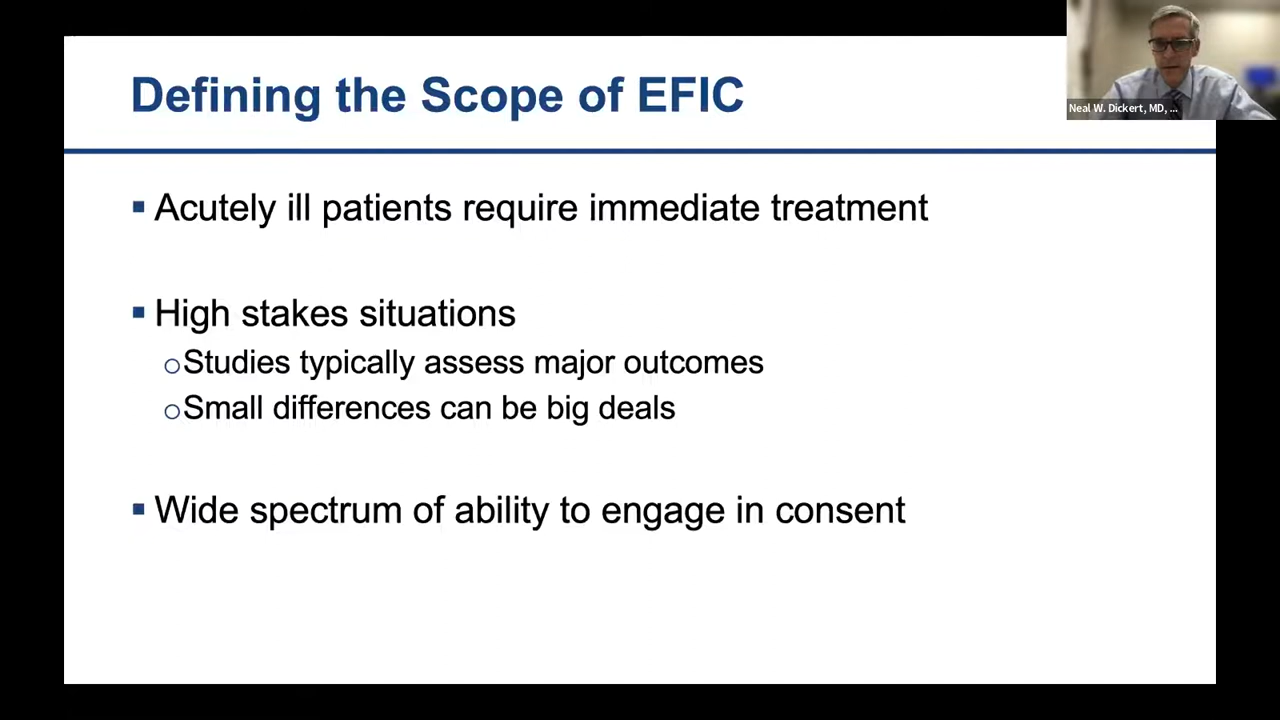 Defining the Scope of EFIC
Neal W. Dickert, MD, ...
▪ Acutely ill patients require immediate treatment
▪ High stakes situations
o Studies typically assess major outcomes
o Small differences can be big deals
▪ Wide spectrum of ability to engage in consent